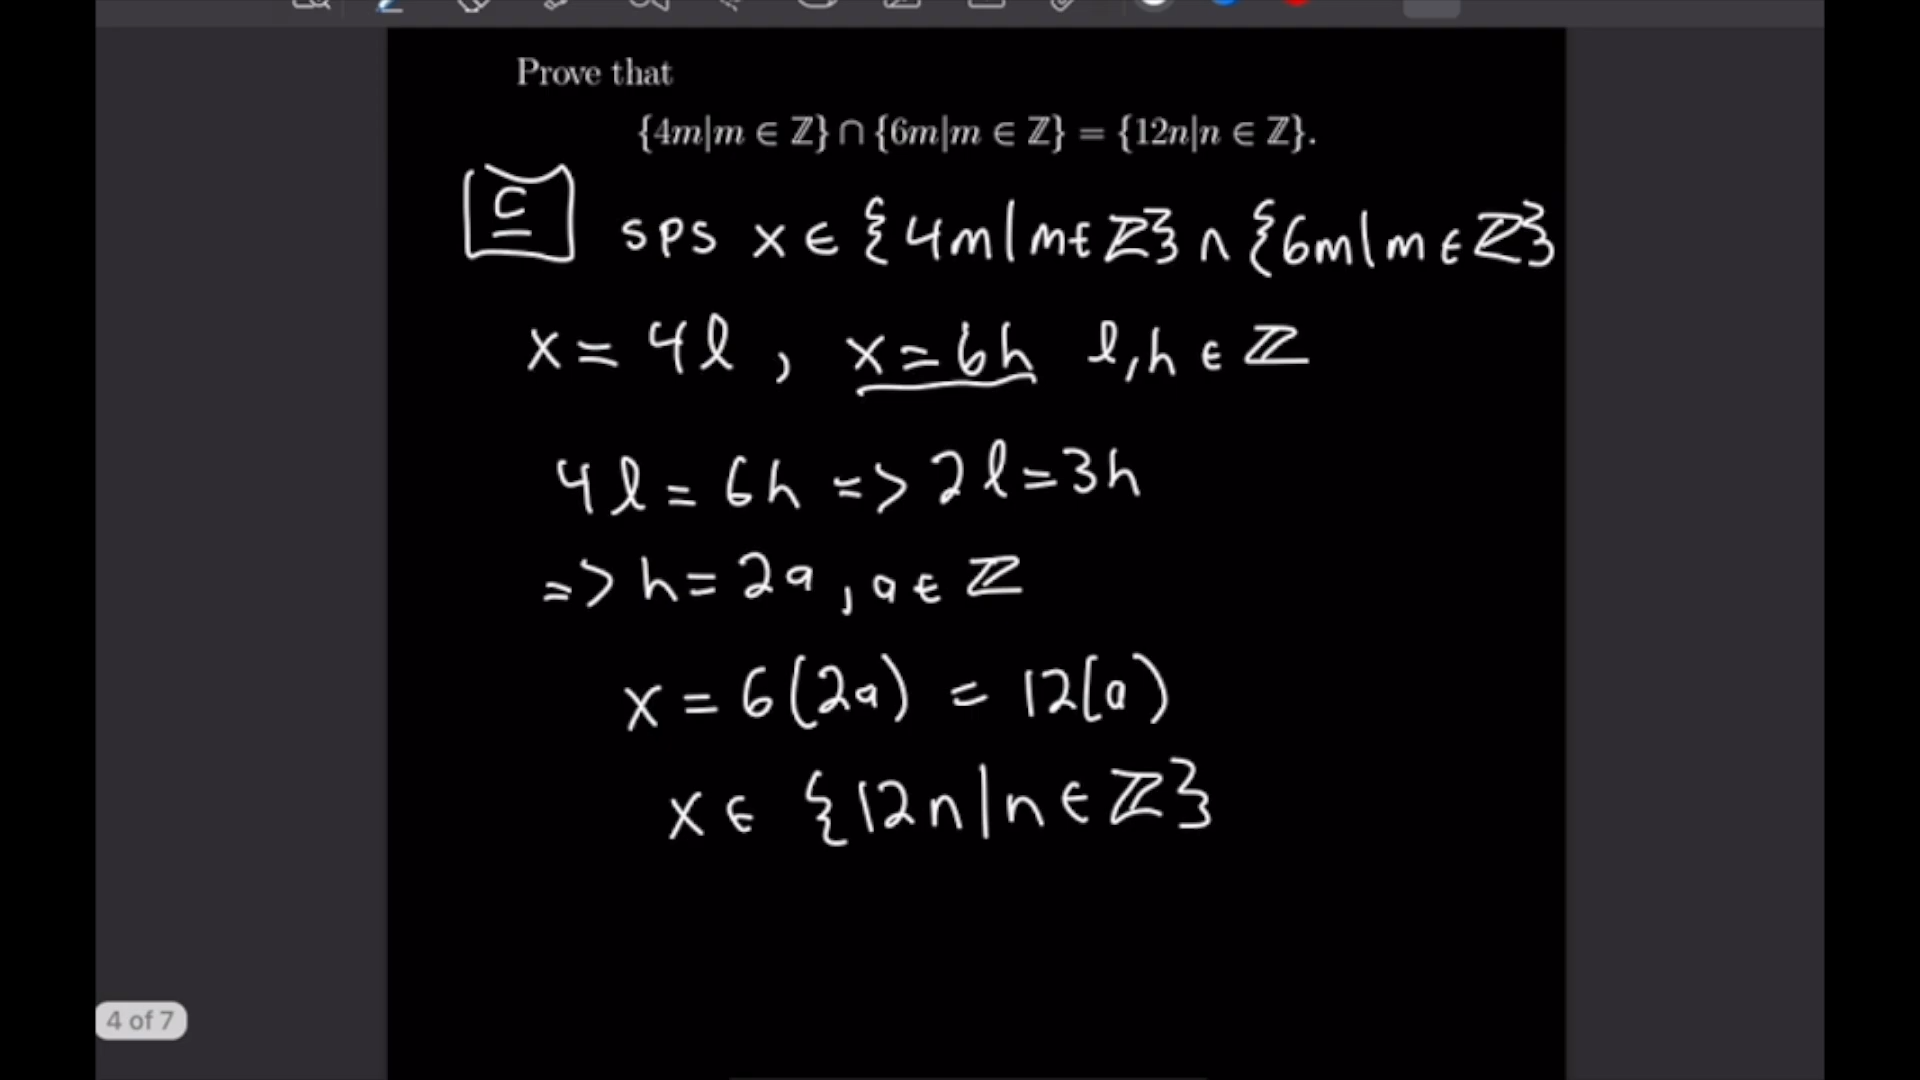 Prove that
{4m|m ∈ ℤ} ∩ {6m|m ∈ ℤ} = {12n|n ∈ ℤ}.
⊆ sps x ∈ {4m|m ∈ ℤ} ∩ {6m|m ∈ ℤ}
x = 4l , x = 6h l,h ∈ ℤ
4l = 6h => 2l = 3h
=> h = 2a , a ∈ ℤ
x = 6(2a) = 12(a)
x ∈ {12n|n ∈ ℤ}
4 of 7